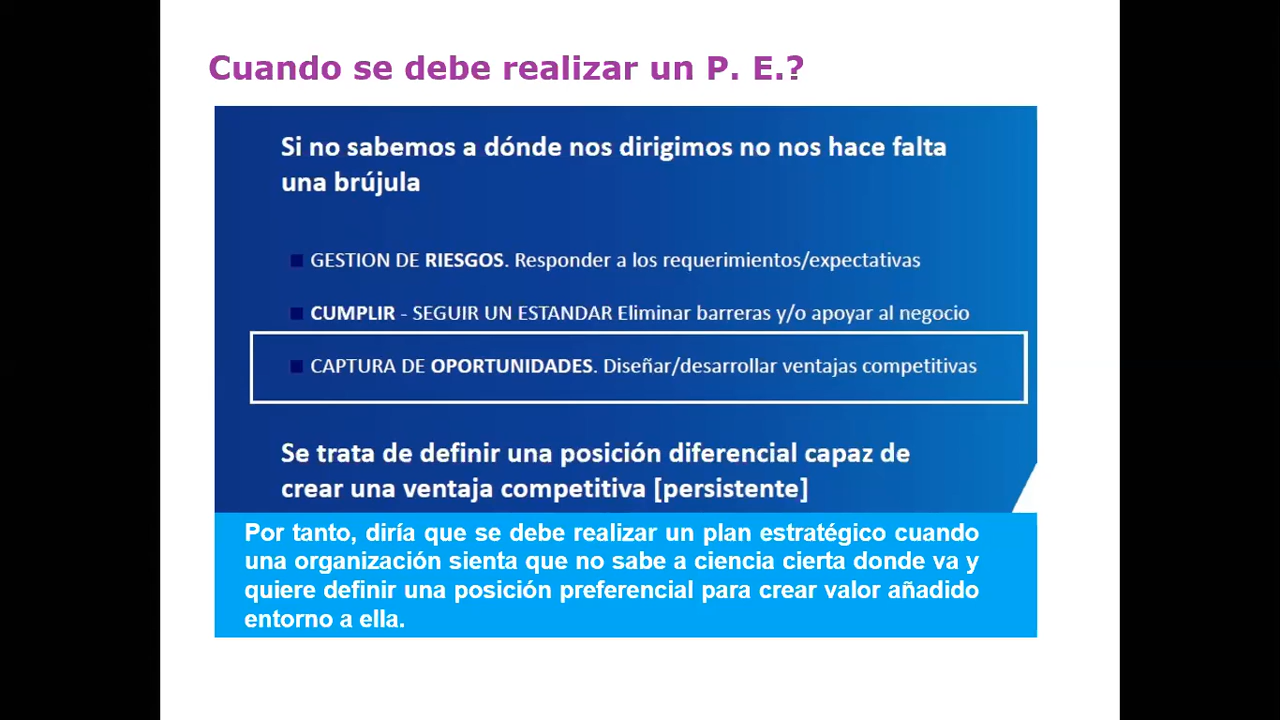 Cuando se debe realizar un P. E.?
Si no sabemos a dónde nos dirigimos no nos hace falta
una brújula
GESTION DE RIESGOS. Responder a los requerimientos/expectativas
CUMPLIR - SEGUIR UN ESTANDAR Eliminar barreras y/o apoyar al negocio
CAPTURA DE OPORTUNIDADES. Diseñar/desarrollar ventajas competitivas
Se trata de definir una posición diferencial capaz de
crear una ventaja competitiva [persistente]
Por tanto, diría que se debe realizar un plan estratégico cuando
una organización sienta que no sabe a ciencia cierta donde va y
quiere definir una posición preferencial para crear valor añadido
entorno a ella.